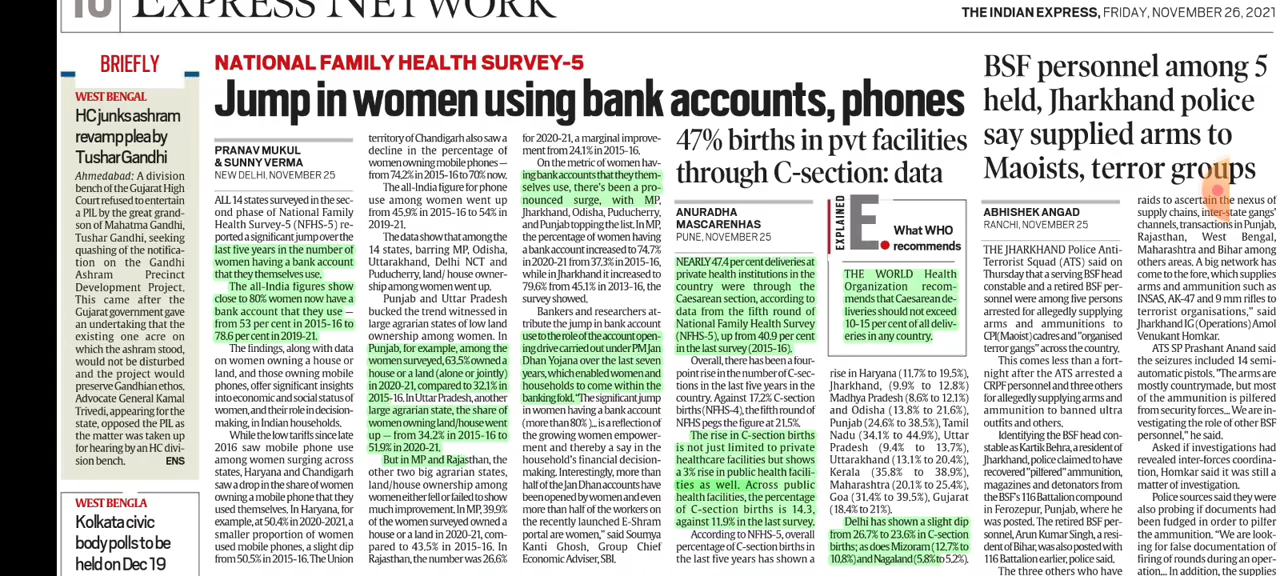 10 EXPRESS NETWORK
THE INDIAN EXPRESS, FRIDAY, NOVEMBER 26, 2021
BRIEFLY
WEST BENGAL
HC junks ashram
revamp plea by
Tushar Gandhi
Ahmedabad: A division
bench of the Gujarat High
Court refused to entertain
a PIL by the great grand-
son of Mahatma Gandhi,
Tushar Gandhi, seeking
quashing of the notifica-
tion on the Gandhi
Ashram Precinct
Development Project.
This came after the
Gujarat government gave
an undertaking that the
existing one acre on
which the ashram stood,
would not be disturbed
and the project would
preserve Gandhian ethos.
Advocate General Kamal
Trivedi, appearing for the
state, opposed the PIL as
the matter was taken up
for hearing by an HC divi-
sion bench. ENS
WEST BENGLA
Kolkata civic
body polls to be
held on Dec 19
NATIONAL FAMILY HEALTH SURVEY-5
Jump in women using bank accounts, phones
PRANAV MUKUL
& SUNNY VERMA
NEW DELHI, NOVEMBER 25
ALL 14 states surveyed in the sec-
ond phase of National Family
Health Survey-5 (NFHS-5) re-
ported a significant jump over the
last five years in the number of
women having a bank account
that they themselves use.
The all-India figures show
close to 80% women now have a
bank account that they use —
from 53 per cent in 2015-16 to
78.6 per cent in 2019-21.
The findings, along with data
on women owning a house or
land, and those owning mobile
phones, offer significant insights
into economic and social status of
women, and their role in decision-
making, in Indian households.
While the low tariffs since late
2016 saw mobile phone use
among women surging across
states, Haryana and Chandigarh
saw a drop in the share of women
owning a mobile phone that they
used themselves. In Haryana, for
example, at 50.4% in 2020-2021, a
smaller proportion of women
used mobile phones, a slight dip
from 50.5% in 2015-16. The Union
territory of Chandigarh also saw a
decline in the percentage of
women owning mobile phones —
from 74.2% in 2015-16 to 70% now.
The all-India figure for phone
use among women went up
from 45.9% in 2015-16 to 54% in
2019-21.
The data show that among the
14 states, barring MP, Odisha,
Uttarakhand, Delhi NCT and
Puducherry, land/ house owner-
ship among women went up.
Punjab and Uttar Pradesh
bucked the trend witnessed in
large agrarian states of low land
ownership among women. In
Punjab, for example, among the
women surveyed, 63.5% owned a
house or a land (alone or jointly)
in 2020-21, compared to 32.1% in
2015-16. In Uttar Pradesh, another
large agrarian state, the share of
women owning land/house went
up — from 34.2% in 2015-16 to
51.9% in 2020-21.
But in MP and Rajasthan, the
other two big agrarian states,
land/house ownership among
women either fell or failed to show
much improvement. In MP, 39.9%
of the women surveyed owned a
house or a land in 2020-21, com-
pared to 43.5% in 2015-16. In
Rajasthan, the number was 26.6%
for 2020-21, a marginal improve-
ment from 24.1% in 2015-16.
On the metric of women hav-
ing bank accounts that they them-
selves use, there's been a pro-
nounced surge, with MP,
Jharkhand, Odisha, Puducherry,
and Punjab topping the list. In MP,
the percentage of women having
a bank account increased to 74.7%
in 2020-21 from 37.3% in 2015-16,
while in Jharkhand it increased to
79.6% from 45.1% in 2013-16, the
survey showed.
Bankers and researchers at-
tribute the jump in bank account
use to the role of the account open-
ing drive carried out under PM Jan
Dhan Yojana over the last seven
years, which enabled women and
households to come within the
banking fold. "The significant jump
in women having a bank account
(more than 80%)... is a reflection of
the growing women empower-
ment and thereby a say in the
household's financial decision-
making. Interestingly, more than
half of the Jan Dhan accounts have
been opened by women and even
more than half of the workers on
the recently launched E-Shram
portal are women," said Soumya
Kanti Ghosh, Group Chief
Economic Adviser, SBI.
47% births in pvt facilities
through C-section: data
ANURADHA
MASCARENHAS
PUNE, NOVEMBER 25
NEARLY 47.4 per cent deliveries at
private health institutions in the
country were through the
Caesarean section, according to
data from the fifth round of
National Family Health Survey
(NFHS-5), up from 40.9 per cent
in the last survey (2015-16).
Overall, there has been a four-
point rise in the number of C-sec-
tions in the last five years in the
country. Against 17.2% C-section
births (NFHS-4), the fifth round of
NFHS pegs the figure at 21.5%.
The rise in C-section births
is not just limited to private
healthcare facilities but shows
a 3% rise in public health facili-
ties as well. Across public
health facilities, the percentage
of C-section births is 14.3,
against 11.9% in the last survey.
According to NFHS-5, overall
percentage of C-section births in
the last five years has shown a
EXPLAINED
E.
What WHO
recommends
THE WORLD Health
Organization recom-
mends that Caesarean de-
liveries should not exceed
10-15 per cent of all deliv-
eries in any country.
rise in Haryana (11.7% to 19.5%),
Jharkhand, (9.9% to 12.8%)
Madhya Pradesh (8.6% to 12.1%)
and Odisha (13.8% to 21.6%),
Punjab (24.6% to 38.5%), Tamil
Nadu (34.1% to 44.9%), Uttar
Pradesh (9.4% to 13.7%),
Uttarakhand (13.1% to 20.4%),
Kerala (35.8% to 38.9%),
Maharashtra (20.1% to 25.4%),
Goa (31.4% to 39.5%), Gujarat
(18.4% to 21%).
Delhi has shown a slight dip
from 26.7% to 23.6% in C-section
births; as does Mizoram (12.7% to
10.8%) and Nagaland (5.8% to 5.2%).
BSF personnel among 5
held, Jharkhand police
say supplied arms to
Maoists, terror groups
ABHISHEK ANGAD
RANCHI, NOVEMBER 25
THE JHARKHAND Police Anti-
Terrorist Squad (ATS) said on
Thursday that a serving BSF head
constable and a retired BSF per-
sonnel were among five persons
arrested for allegedly supplying
arms and ammunitions to
CPI(Maoist) cadres and "organised
terror gangs" across the country.
This comes less than a fort-
night after the ATS arrested a
CRPF personnel and three others
for allegedly supplying arms and
ammunition to banned ultra
outfits and others.
Identifying the BSF head con-
stable as Kartik Behra, a resident of
Jharkhand, police claimed to have
recovered "pilfered" ammunition,
magazines and detonators from
the BSF's 116 Battalion compound
in Ferozepur, Punjab, where he
was posted. The retired BSF per-
sonnel, Arun Kumar Singh, a resi-
dent of Bihar, was also posted with
116 Battalion earlier, police said.
The three others who have
raids to ascertain the nexus of
supply chains, inter-state gangs'
channels, transactions in Punjab,
Rajasthan, West Bengal,
Maharashtra and Bihar among
others areas. A big network has
come to the fore, which supplies
arms and ammunition such as
INSAS, AK-47 and 9 mm rifles to
terrorist organisations," said
Jharkhand IG (Operations) Amol
Venukant Homkar.
ATS SP Prashant Anand said
the seizures included 14 semi-
automatic pistols. "The arms are
mostly countrymade, but most
of the ammunition is pilfered
from security forces... We are in-
vestigating the role of other BSF
personnel," he said.
Asked if investigations had
revealed inter-forces coordina-
tion, Homkar said it was still a
matter of investigation.
Police sources said they were
also probing if documents had
been fudged in order to pilfer
the ammunition. "We are look-
ing for false documentation of
firing of rounds during an oper-
ation... In addition, the supplies